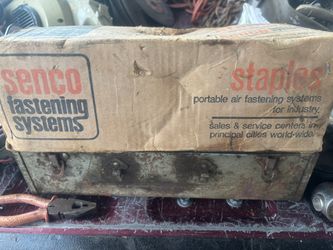 senco
fastening
systems
staples
portable air fastening systems
for industry.
sales & service centers in
principal cities world-wide.